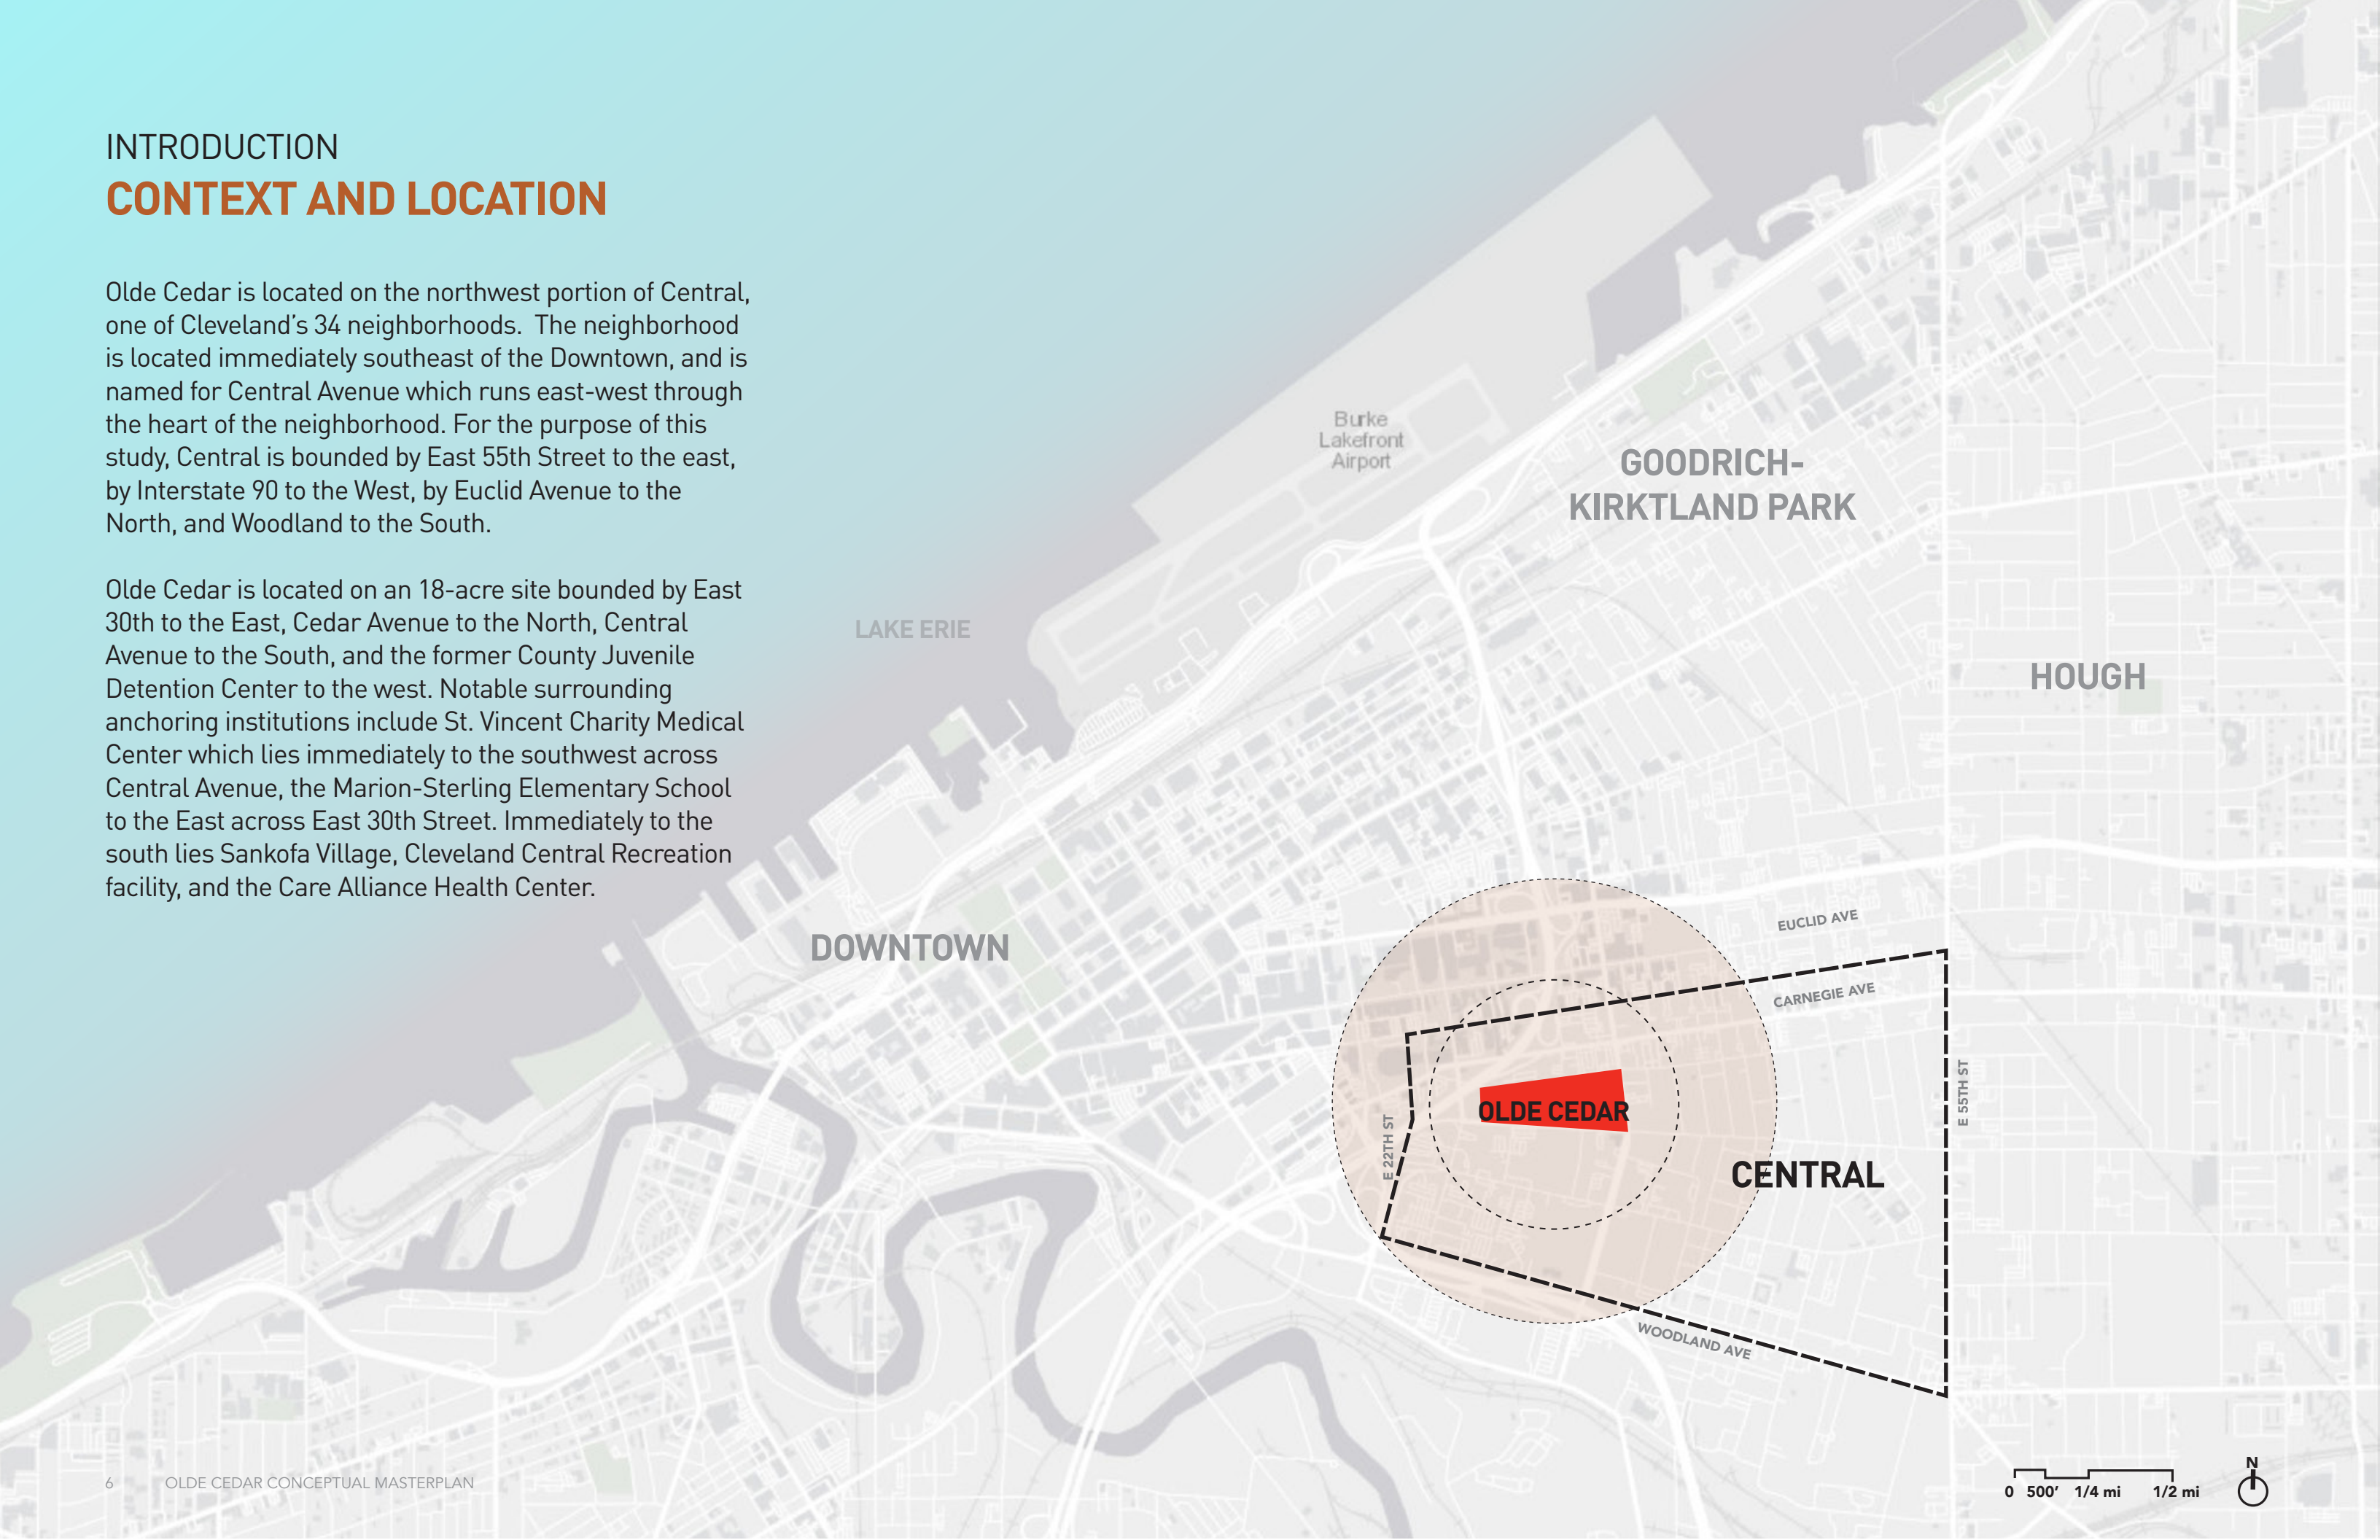 INTRODUCTION
CONTEXT AND LOCATION
Olde Cedar is located on the northwest portion of Central,
one of Cleveland’s 34 neighborhoods.  The neighborhood
is located immediately southeast of the Downtown, and is
named for Central Avenue which runs east-west through
the heart of the neighborhood. For the purpose of this
study, Central is bounded by East 55th Street to the east,
by Interstate 90 to the West, by Euclid Avenue to the
North, and Woodland to the South.
Olde Cedar is located on an 18-acre site bounded by East
30th to the East, Cedar Avenue to the North, Central
Avenue to the South, and the former County Juvenile
Detention Center to the west. Notable surrounding
anchoring institutions include St. Vincent Charity Medical
Center which lies immediately to the southwest across
Central Avenue, the Marion-Sterling Elementary School
to the East across East 30th Street. Immediately to the
south lies Sankofa Village, Cleveland Central Recreation
facility, and the Care Alliance Health Center.
Burke
Lakefront
Airport
GOODRICH-
KIRKTLAND PARK
LAKE ERIE
HOUGH
DOWNTOWN
EUCLID AVE
CARNEGIE AVE
E 55TH ST
OLDE CEDAR
E 22TH ST
CENTRAL
WOODLAND AVE
6 OLDE CEDAR CONCEPTUAL MASTERPLAN
0 500’ 1/4 mi 1/2 mi
N